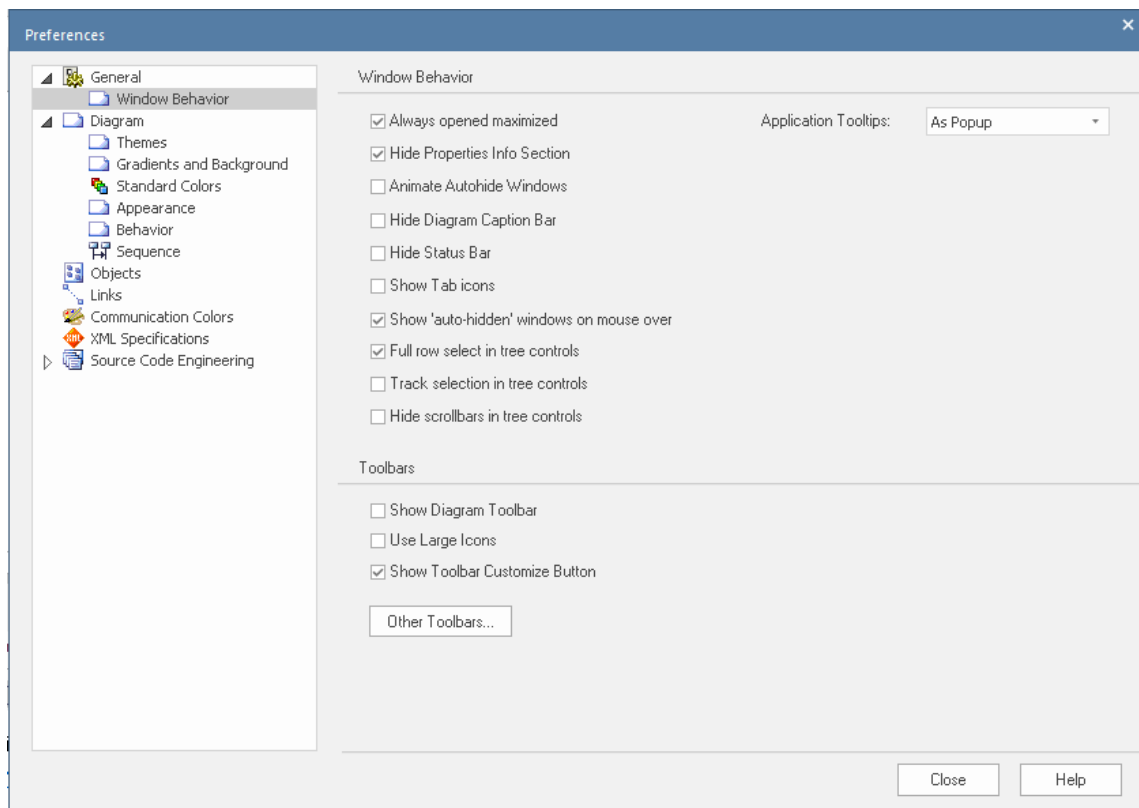 Preferences
General
Window Behavior
Diagram
Themes
Gradients and Background
Standard Colors
Appearance
Behavior
Sequence
Objects
Links
Communication Colors
XML Specifications
Source Code Engineering
Window Behavior
Always opened maximized
Application Tooltips: As Popup
Hide Properties Info Section
Animate Autohide Windows
Hide Diagram Caption Bar
Hide Status Bar
Show Tab icons
Show 'auto-hidden' windows on mouse over
Full row select in tree controls
Track selection in tree controls
Hide scrollbars in tree controls
Toolbars
Show Diagram Toolbar
Use Large Icons
Show Toolbar Customize Button
Other Toolbars...
Close Help